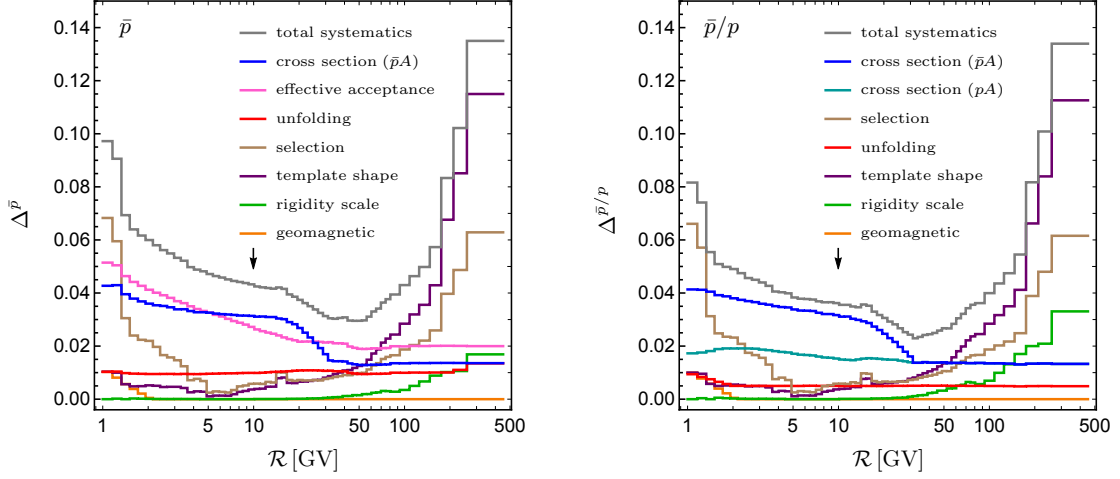 p̄
total systematics
cross section (p̄A)
effective acceptance
unfolding
selection
template shape
rigidity scale
geomagnetic
0.14
0.12
0.10
0.08
0.06
0.04
0.02
0.00
Δ^p̄
1 5 10 50 100 500
ℛ [GV]
p̄/p
total systematics
cross section (p̄A)
cross section (pA)
selection
unfolding
template shape
rigidity scale
geomagnetic
0.14
0.12
0.10
0.08
0.06
0.04
0.02
0.00
Δ^p̄/p
1 5 10 50 100 500
ℛ [GV]